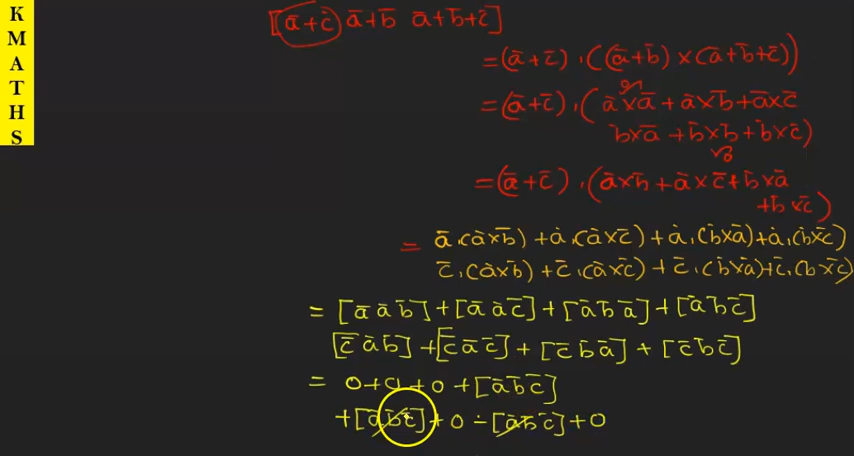 K
M
A
T
H
S
[ā+c̄ ā+b̄ ā+b̄+c̄]
=(ā+c̄).((ā+b̄)×(ā+b̄+c̄))
=(ā+c̄).(ā×ā+ā×b̄+ā×c̄
b̄×ā+b̄×b̄+b̄×c̄)
=(ā+c̄).(ā×b̄+ā×c̄+b̄×ā
+b̄×c̄)
= ā.(ā×b̄)+ā.(ā×c̄)+ā.(b̄×ā)+ā.(b̄×c̄)
c̄.(ā×b̄)+c̄.(ā×c̄)+c̄.(b̄×ā)+c̄.(b̄×c̄)
= [ā ā b̄]+[ā ā c̄]+[ā b̄ ā]+[ā b̄ c̄]
[c̄ ā b̄]+[c̄ ā c̄]+[c̄ b̄ ā]+[c̄ b̄ c̄]
= 0+0+0+[ā b̄ c̄]
+[ā b̄ c̄]+0-[ā b̄ c̄]+0